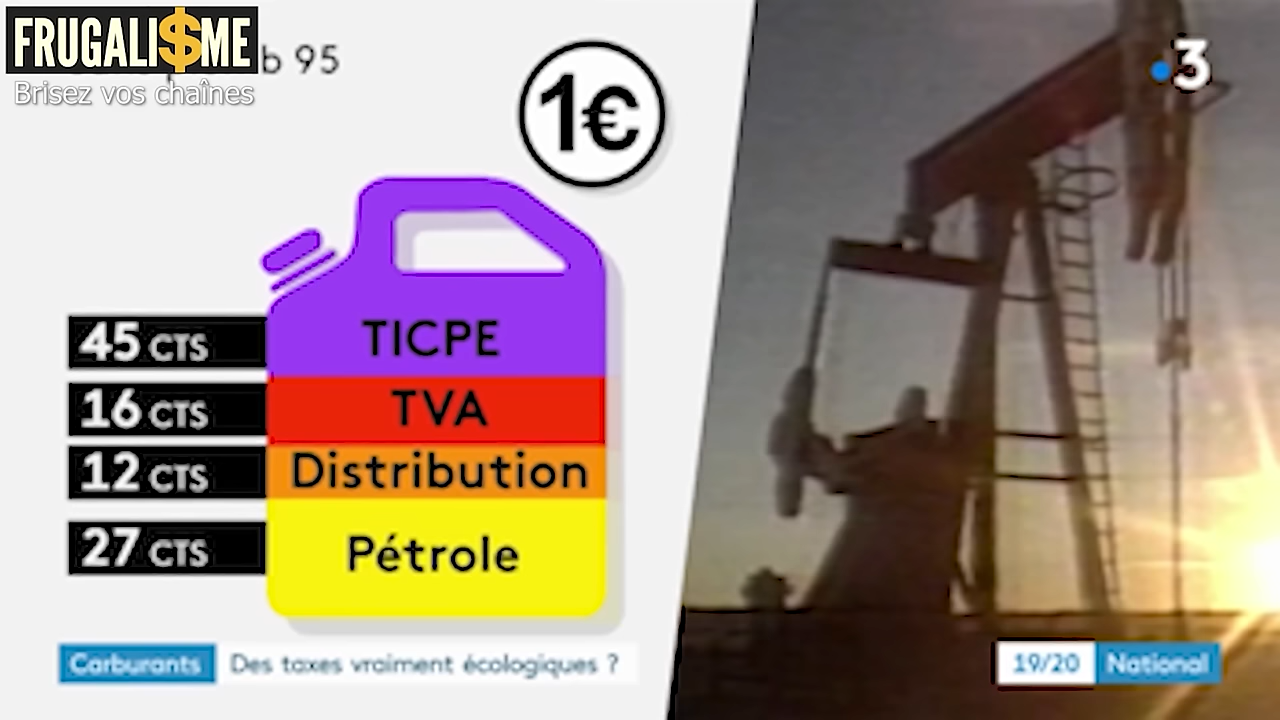 FRUGALI$ME
Brisez vos chaînes
b 95
1€
3
45 CTS
TICPE
16 CTS
TVA
12 CTS
Distribution
27 CTS
Pétrole
Carburants
Des taxes vraiment écologiques ?
19/20 National